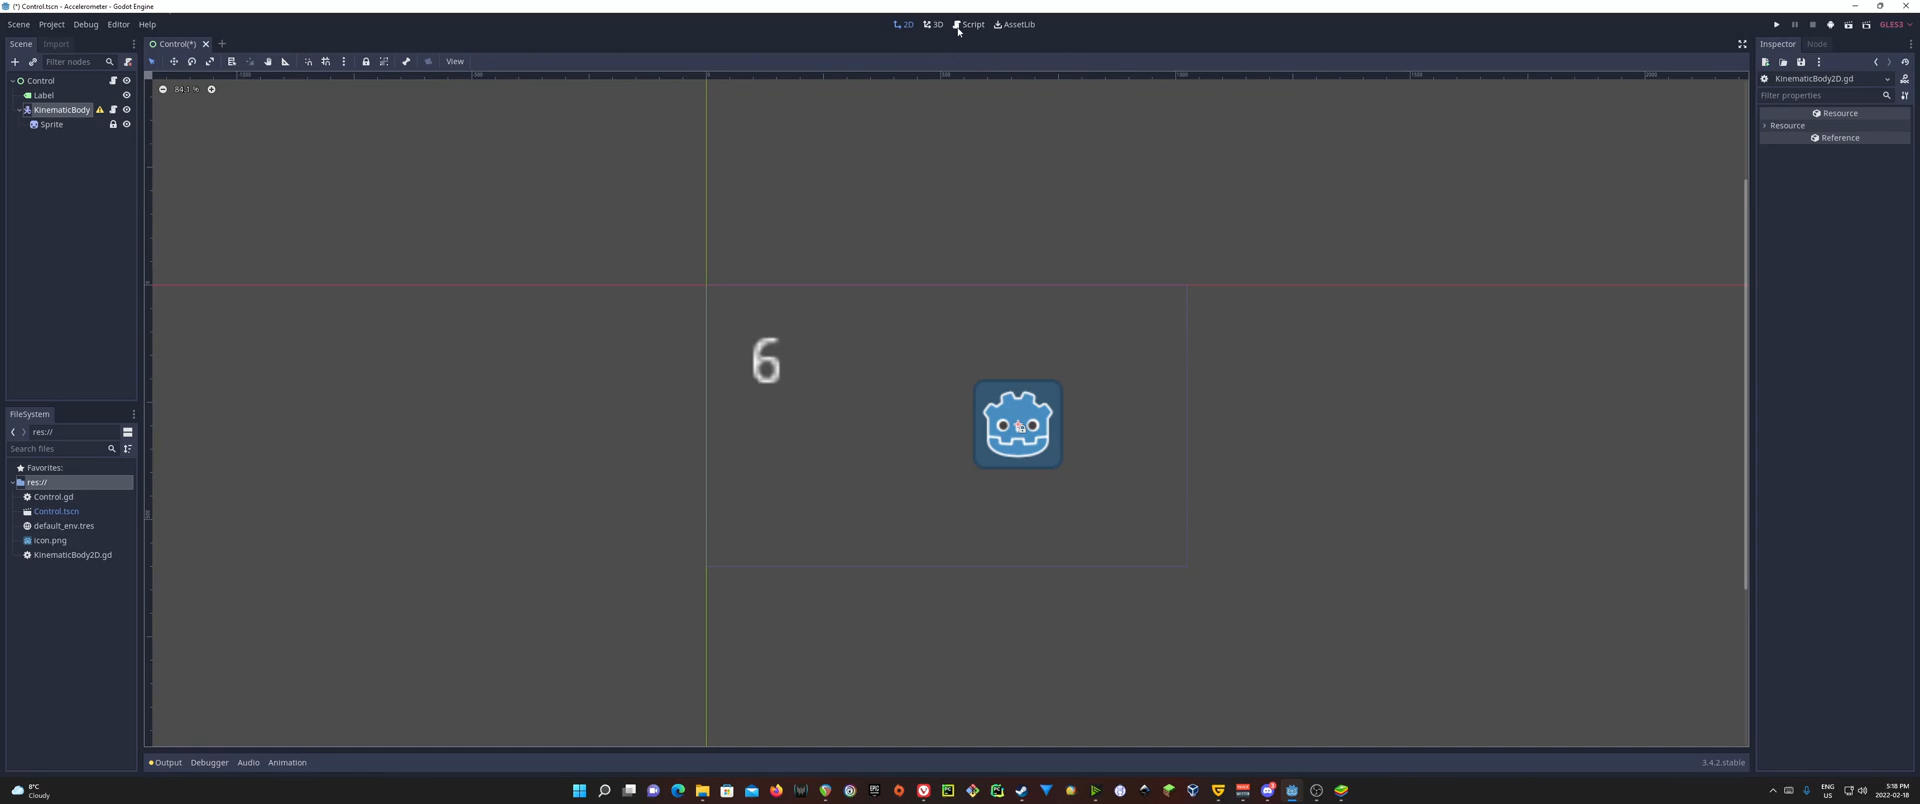 (*) Control.tscn - Accelerometer - Godot Engine
Scene Project Debug Editor Help
2D 3D Script AssetLib
GLES3
Scene Import
Control(*)
Inspector Node
Filter nodes
View
Control
Label
KinematicBody
Sprite
84.1 %
KinematicBody2D.gd
Filter properties
Resource
Resource
Reference
6
FileSystem
res://
Search files
Favorites:
res://
Control.gd
Control.tscn
default_env.tres
icon.png
KinematicBody2D.gd
Output Debugger Audio Animation
3.4.2.stable
8°C
Cloudy
ENG
US
5:18 PM
2022-02-18